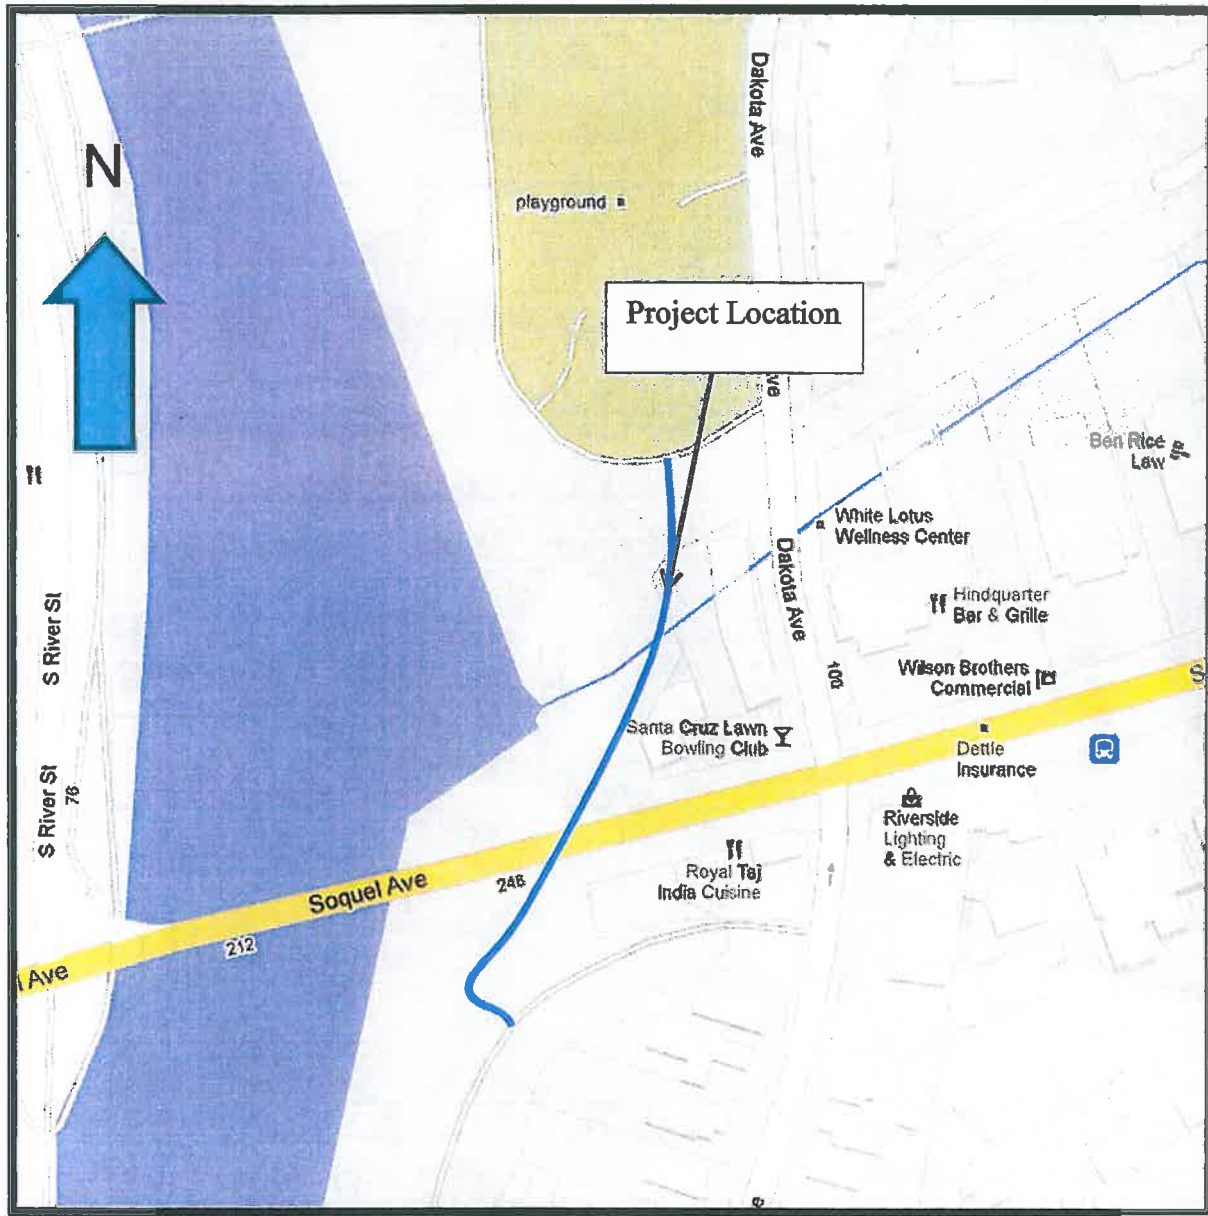 Dakota Ave
N
playground
Project Location
Ave
Ben Rice
Law
White Lotus
Wellness Center
Dakota Ave
Hindquarter
Bar & Grille
S River St
100
Wilson Brothers
Commercial
S
Santa Cruz Lawn
Bowling Club
Dettle
Insurance
S River St
76
Riverside
Lighting
& Electric
Royal Taj
India Cuisine
246
Soquel Ave
212
l Ave
e